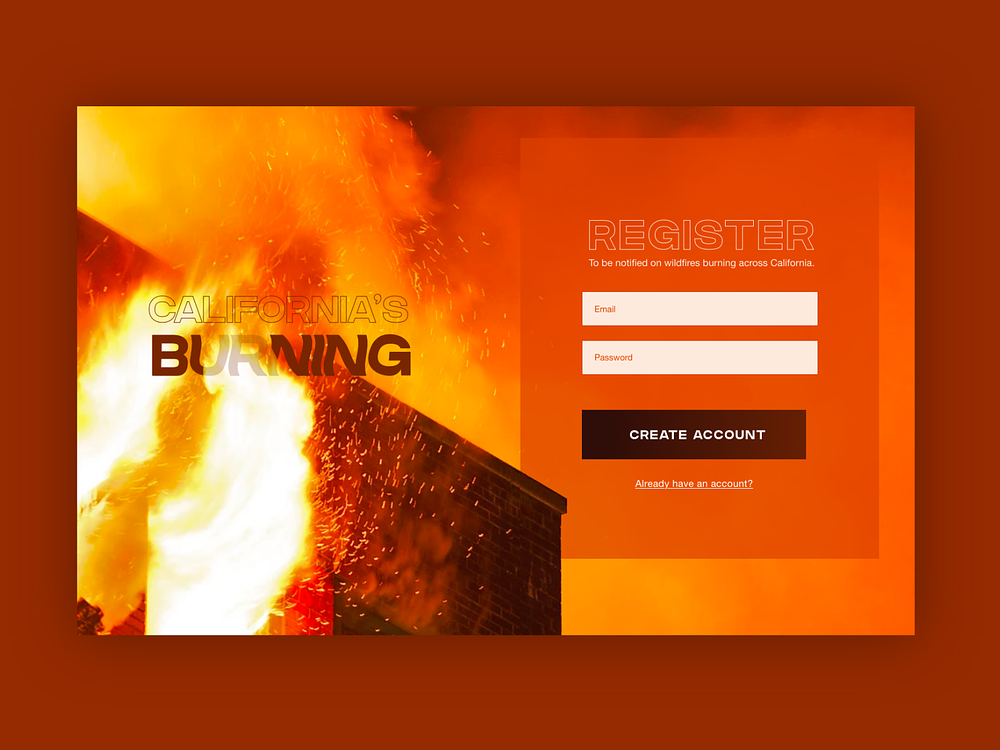 CALIFORNIA'S
BURNING
REGISTER
To be notified on wildfires burning across California.
Email
Password
CREATE ACCOUNT
Already have an account?